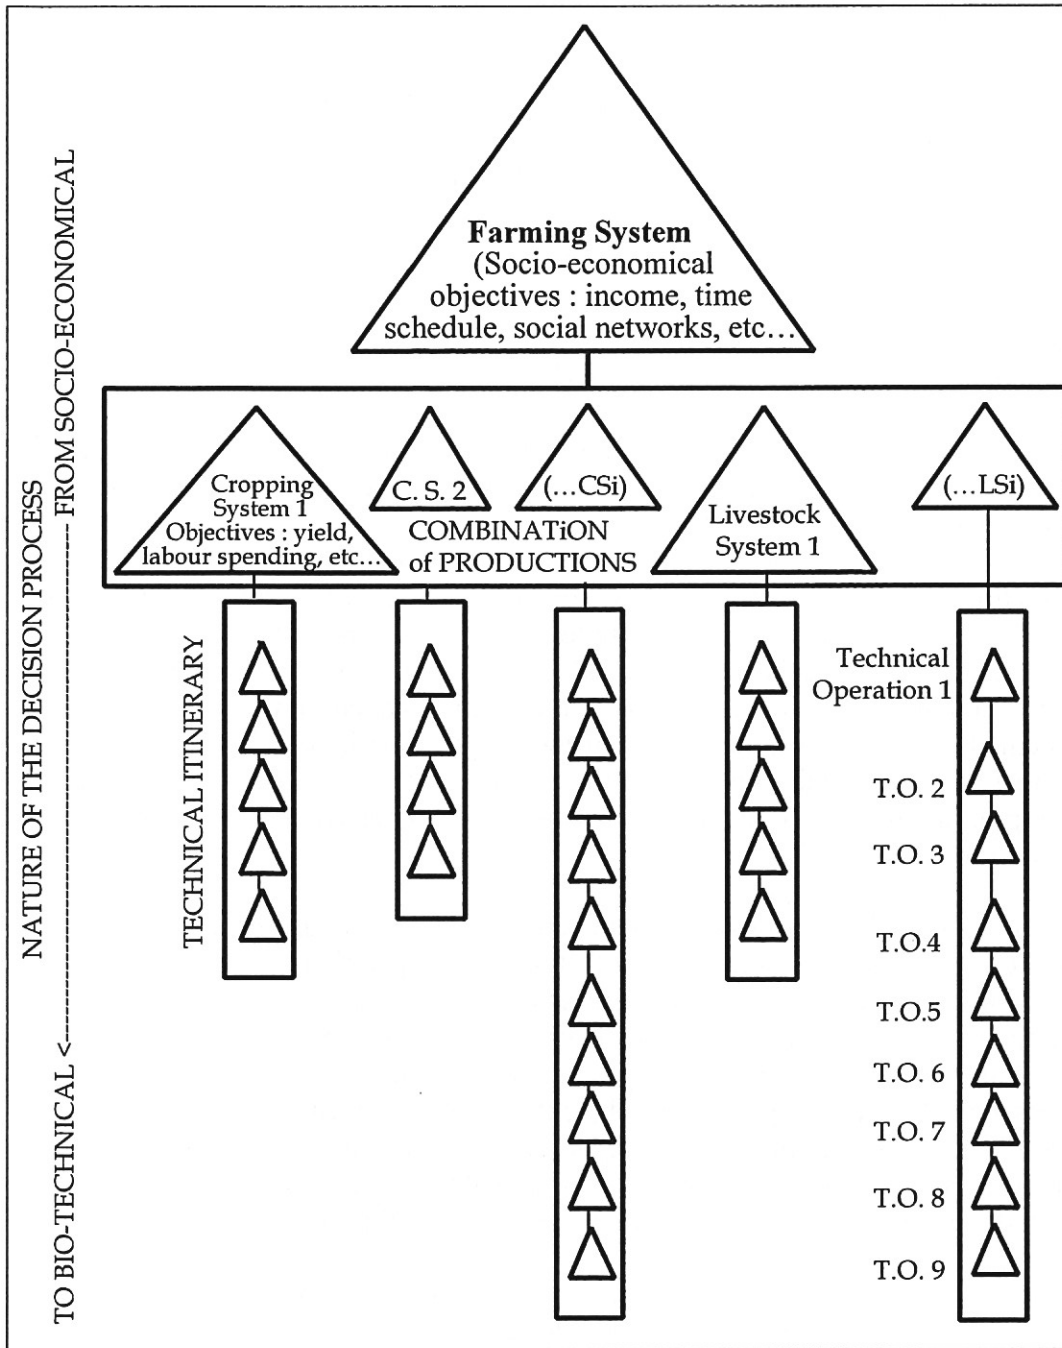 Farming System
(Socio-economical
objectives : income, time
schedule, social networks, etc...
Cropping
System 1
Objectives : yield,
labour spending, etc...
C. S. 2
(...CSi)
COMBINATiON
of PRODUCTIONS
Livestock
System 1
(...LSi)
NATURE OF THE DECISION PROCESS
TO BIO-TECHNICAL <-------------------- FROM SOCIO-ECONOMICAL
TECHNICAL ITINERARY
Technical
Operation 1
T.O. 2
T.O. 3
T.O.4
T.O.5
T.O. 6
T.O. 7
T.O. 8
T.O. 9